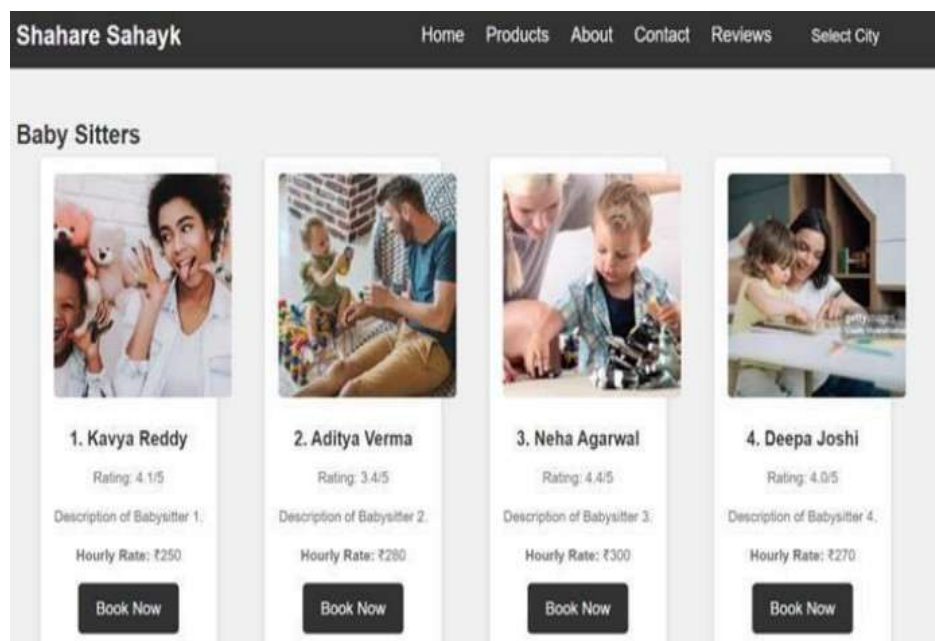 Shahare Sahayk Home Products About Contact Reviews Select City
Baby Sitters
1. Kavya Reddy
Rating: 4.1/5
Description of Babysitter 1.
Hourly Rate: ₹250
Book Now
2. Aditya Verma
Rating: 3.4/5
Description of Babysitter 2.
Hourly Rate: ₹280
Book Now
3. Neha Agarwal
Rating: 4.4/5
Description of Babysitter 3.
Hourly Rate: ₹300
Book Now
gettyimages
4. Deepa Joshi
Rating: 4.0/5
Description of Babysitter 4.
Hourly Rate: ₹270
Book Now